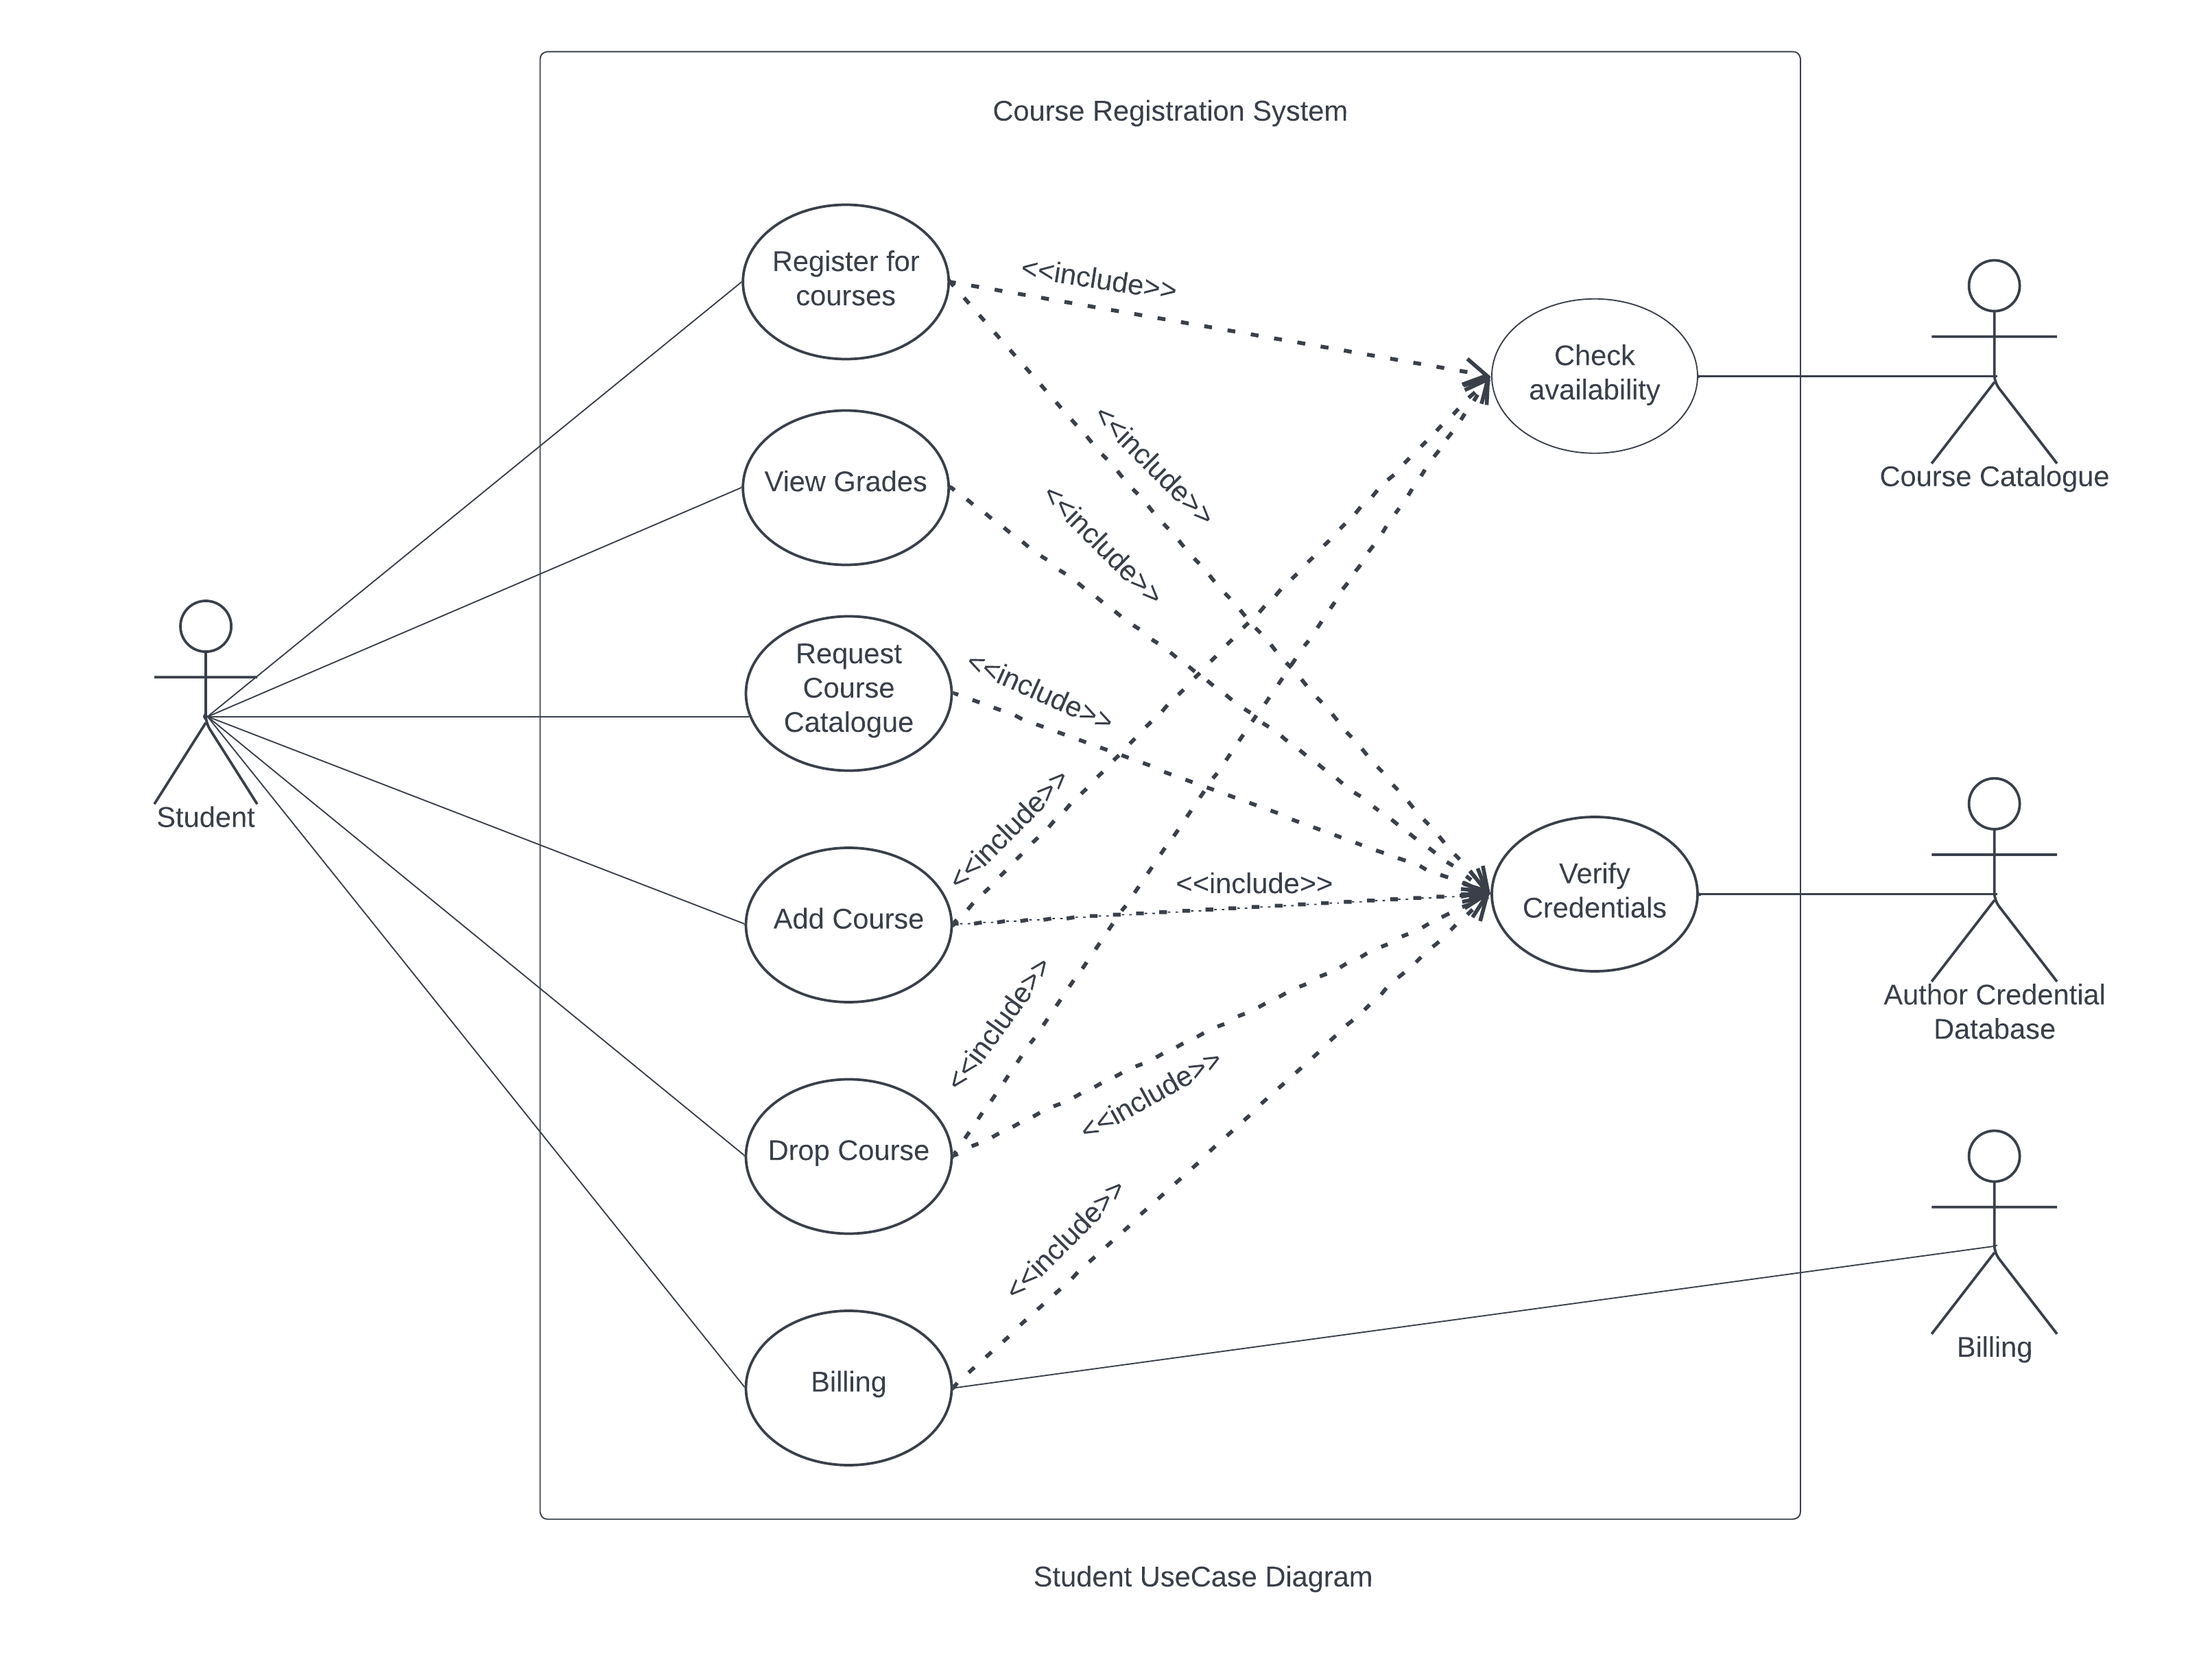 Course Registration System
Register for
courses
<<include>>
Check
availability
Course Catalogue
<<include>>
View Grades
<<include>>
Request
Course
Catalogue
<<include>>
Student
<<include>>
Verify
Credentials
<<include>>
Add Course
Author Credential
Database
<<include>>
<<include>>
Drop Course
<<include>>
Billing
Billing
Student UseCase Diagram